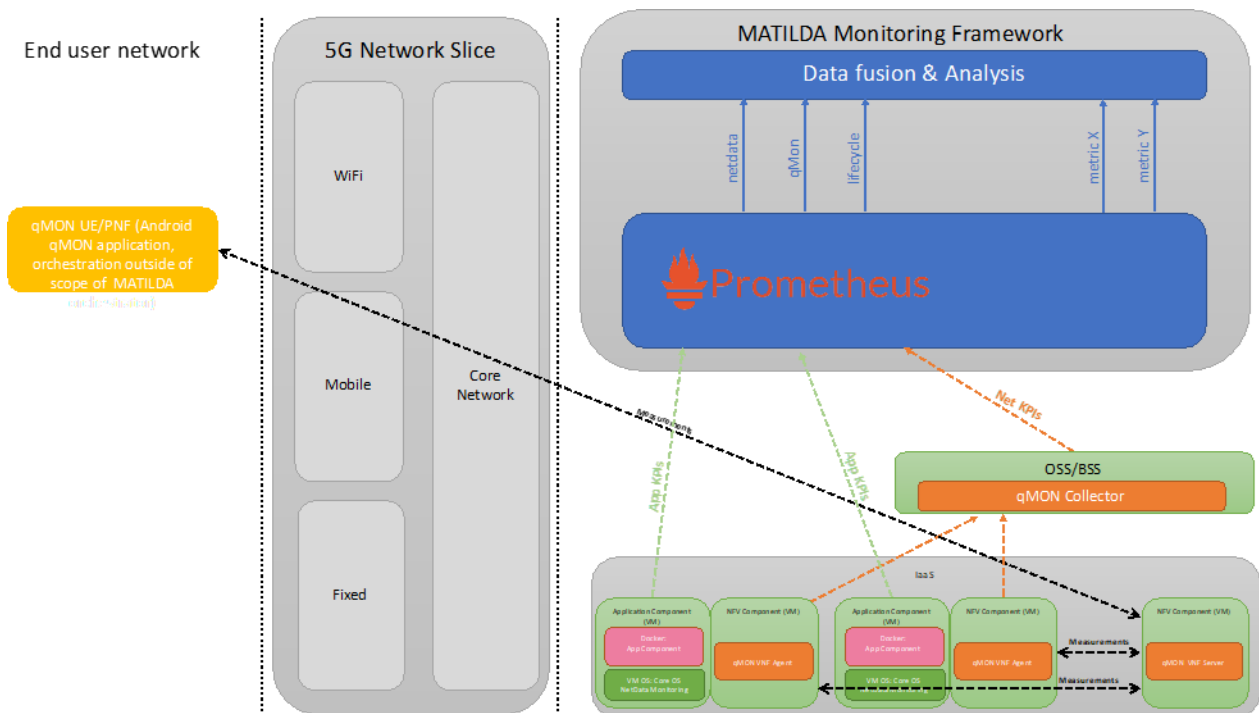 End user network
5G Network Slice
MATILDA Monitoring Framework
Data fusion & Analysis
netdata
qMon
lifecycle
metric X
metric Y
WiFi
qMON UE/PNF (Android
qMON application,
orchestration outside of
scope of MATILDA
Prometheus
Mobile
Core
Network
Measurements
Net KPIs
App KPIs
App KPIs
OSS/BSS
qMON Collector
IaaS
Fixed
Application Component
(VM)
Docker:
App Component
VM OS: Core OS
NetData Monitoring
NFV Component (VM)
qMON VNF Agent
Application Component
(VM)
Docker:
App Component
VM OS: Core OS
NFV Component (VM)
qMON VNF Agent
Measurements
Measurements
NFV Component (VM)
qMON VNF Server